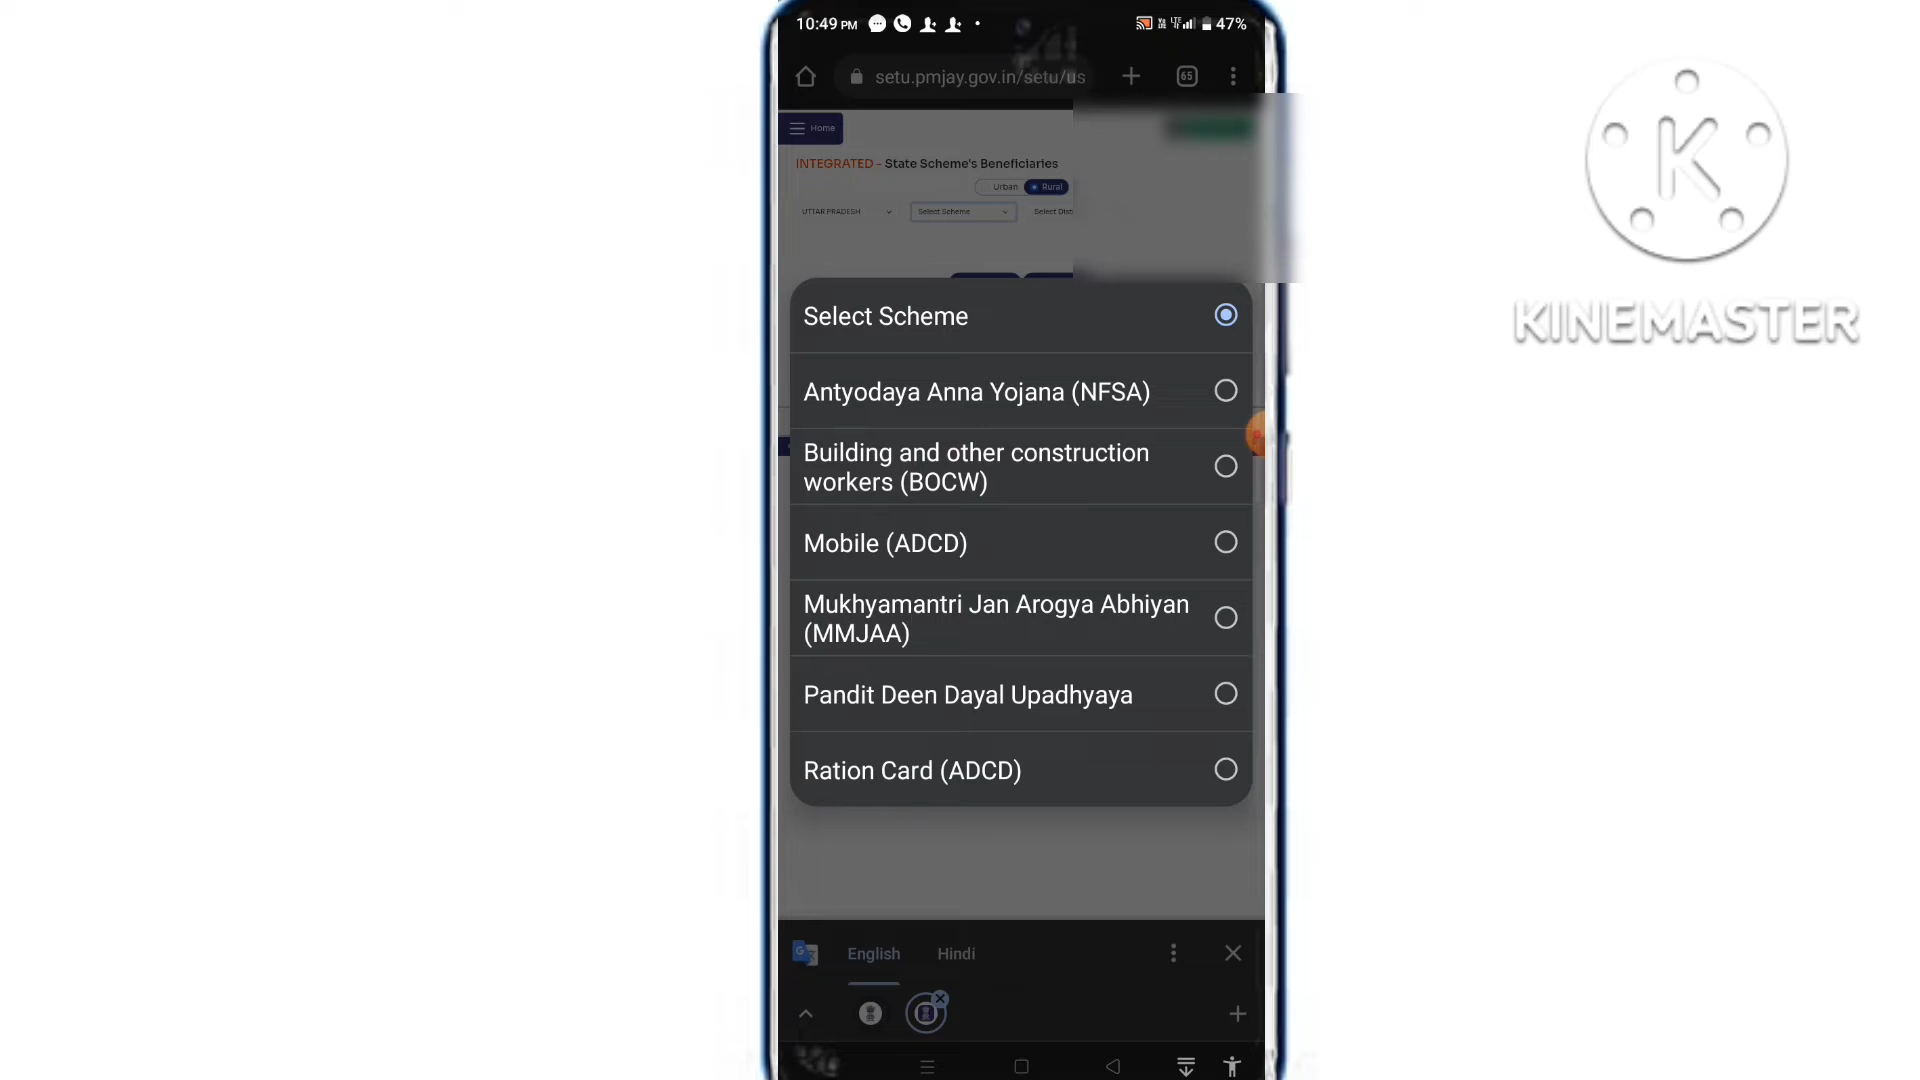 10:49 PM
47%
setu.pmjay.gov.in/setu/us
65
Home
INTEGRATED - State Scheme's Beneficiaries
Urban
Rural
UTTAR PRADESH
Select Scheme
Select Dist
Select Scheme
Antyodaya Anna Yojana (NFSA)
Building and other construction
workers (BOCW)
Mobile (ADCD)
Mukhyamantri Jan Arogya Abhiyan
(MMJAA)
Pandit Deen Dayal Upadhyaya
Ration Card (ADCD)
English
Hindi
K
KINEMASTER